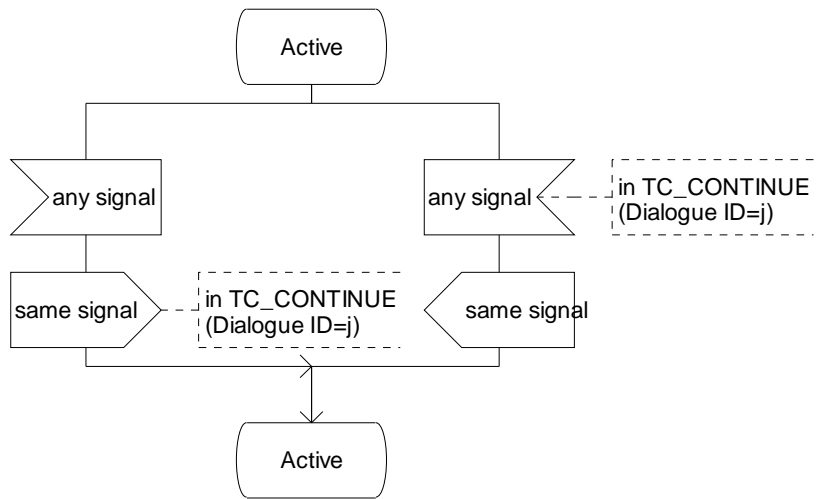 Active
any signal
any signal
in TC_CONTINUE
(Dialogue ID=j)
same signal
in TC_CONTINUE
(Dialogue ID=j)
same signal
Active